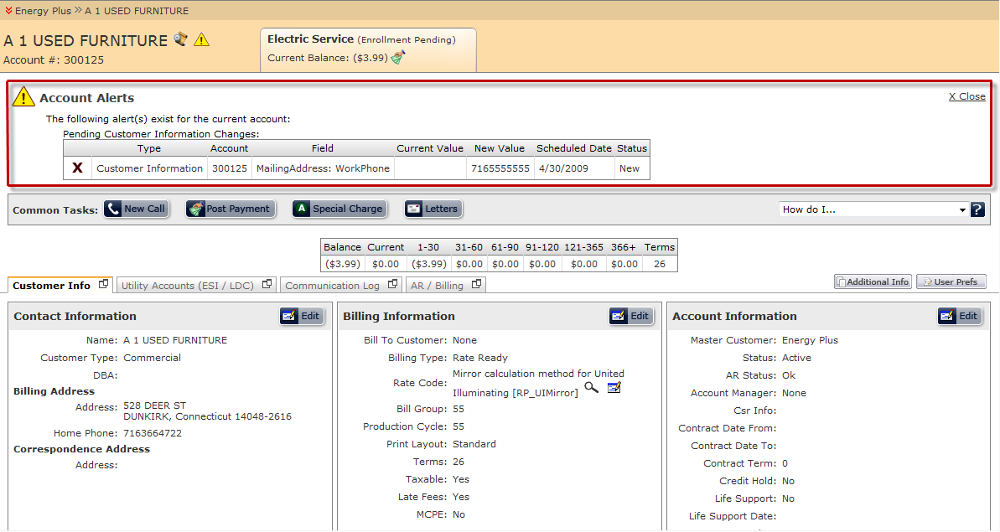 Energy Plus » A 1 USED FURNITURE
A 1 USED FURNITURE
Account #: 300125
Electric Service (Enrollment Pending)
Current Balance: ($3.99)
Account Alerts
X Close
The following alert(s) exist for the current account:
Pending Customer Information Changes:
Type Account Field Current Value New Value Scheduled Date Status
X Customer Information 300125 MailingAddress: WorkPhone 7165555555 4/30/2009 New
Common Tasks: New Call Post Payment A Special Charge Letters How do I... ?
Balance Current 1-30 31-60 61-90 91-120 121-365 366+ Terms
($3.99) $0.00 ($3.99) $0.00 $0.00 $0.00 $0.00 $0.00 26
Customer Info Utility Accounts (ESI / LDC) Communication Log AR / Billing Additional Info User Prefs
Contact Information Edit
Name: A 1 USED FURNITURE
Customer Type: Commercial
DBA:
Billing Address
Address: 528 DEER ST
DUNKIRK, Connecticut 14048-2616
Home Phone: 7163664722
Correspondence Address
Address:
Billing Information Edit
Bill To Customer: None
Billing Type: Rate Ready
Rate Code: Mirror calculation method for United
Illuminating [RP_UIMirror]
Bill Group: 55
Production Cycle: 55
Print Layout: Standard
Terms: 26
Taxable: Yes
Late Fees: Yes
MCPE: No
Account Information Edit
Master Customer: Energy Plus
Status: Active
AR Status: Ok
Account Manager: None
Csr Info:
Contract Date From:
Contract Date To:
Contract Term: 0
Credit Hold: No
Life Support: No
Life Support Date: